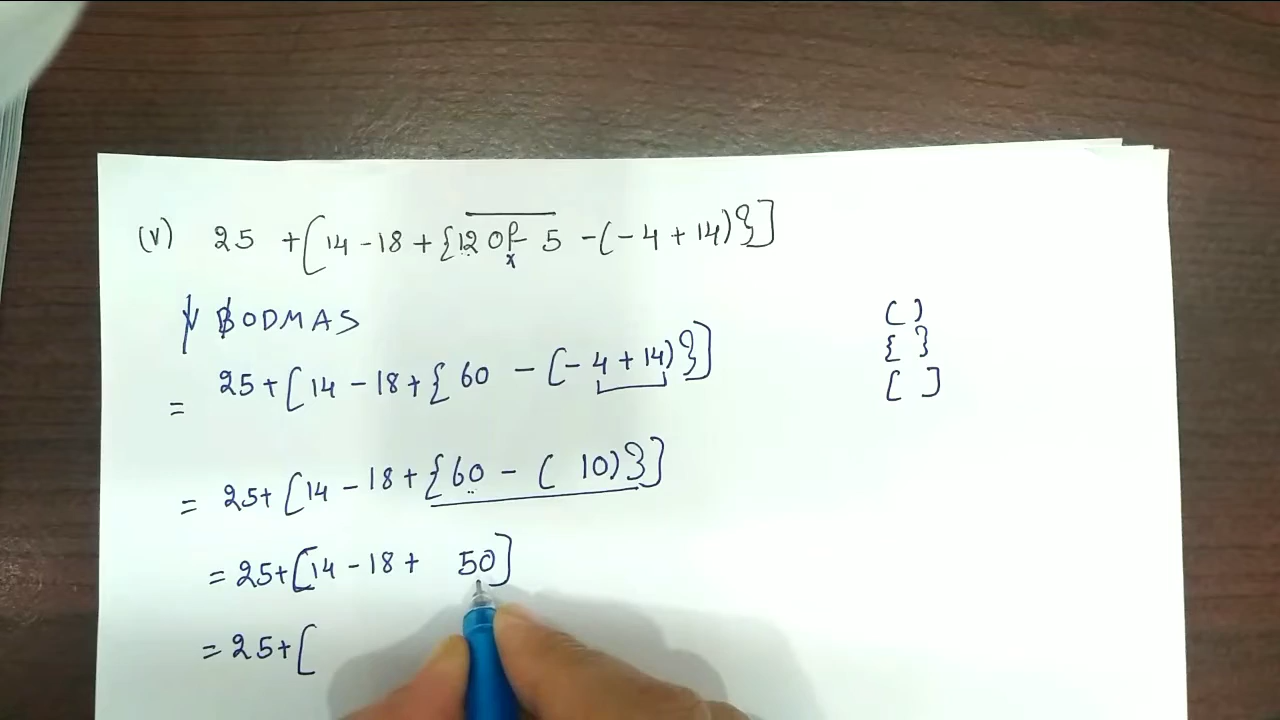 (v) 25 + [14 - 18 + {12 of 5 - (- 4 + 14)}]
x
V BODMAS
= 25 + [14 - 18 + {60 - (- 4 + 14)}]
( )
{ }
[ ]
= 25 + [14 - 18 + {60 - ( 10)}]
= 25 + [14 - 18 + 50]
= 25 + [